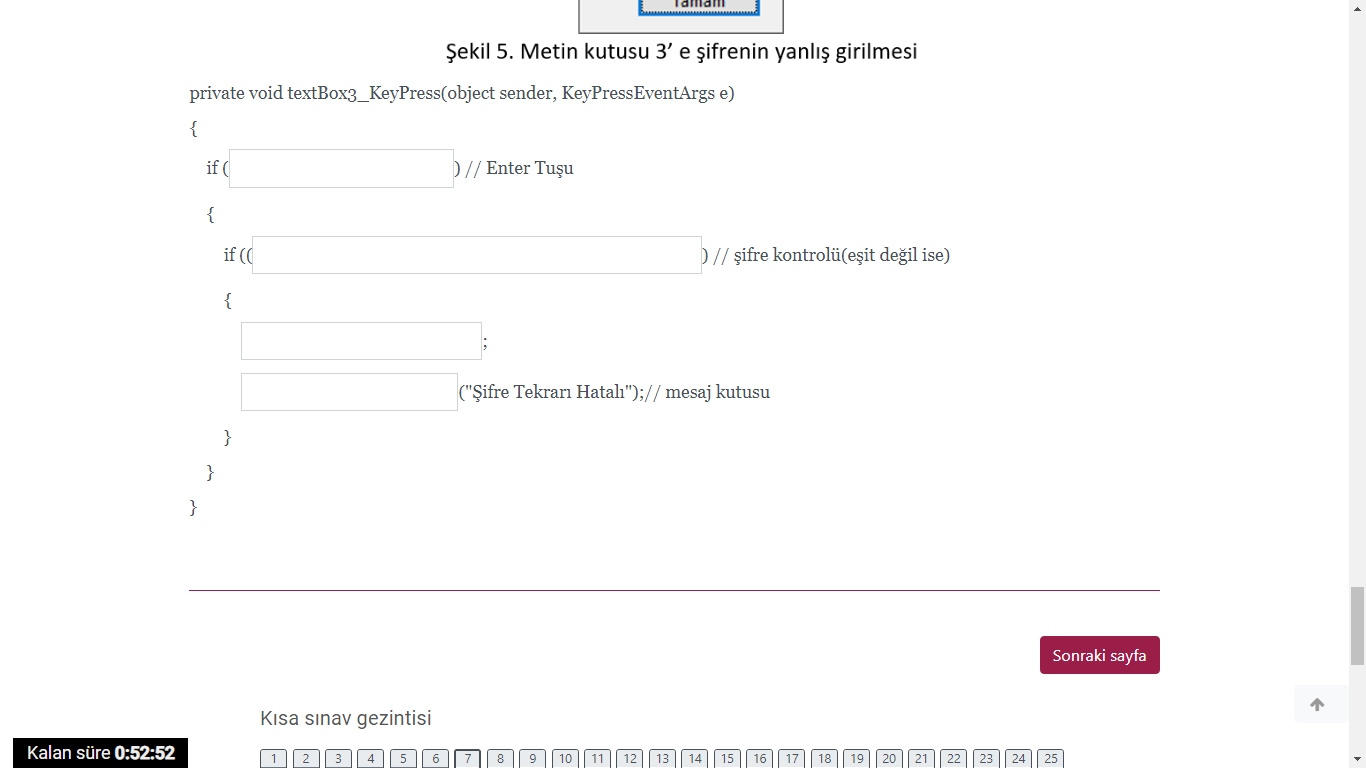 Tamam
Şekil 5. Metin kutusu 3’ e şifrenin yanlış girilmesi
private void textBox3_KeyPress(object sender, KeyPressEventArgs e)
{
if ( ) // Enter Tuşu
{
if (( ) // şifre kontrolü(eşit değil ise)
{
;
("Şifre Tekrarı Hatalı");// mesaj kutusu
}
}
}
Sonraki sayfa
Kısa sınav gezintisi
Kalan süre 0:52:52
1 2 3 4 5 6 7 8 9 10 11 12 13 14 15 16 17 18 19 20 21 22 23 24 25